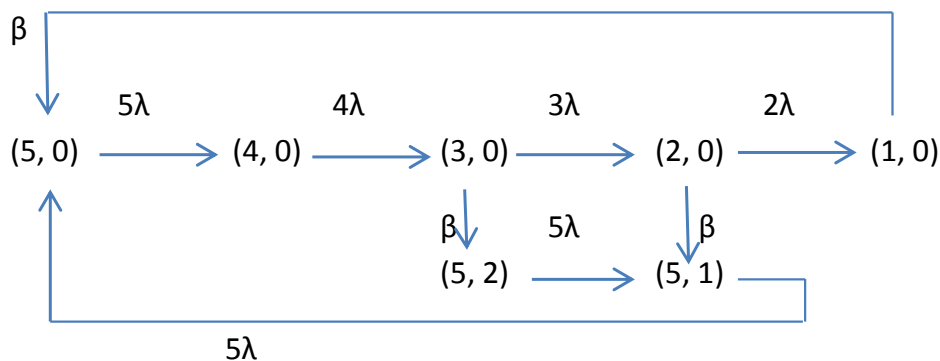 β
5λ 4λ 3λ 2λ
(5, 0) (4, 0) (3, 0) (2, 0) (1, 0)
β 5λ β
(5, 2) (5, 1)
5λ